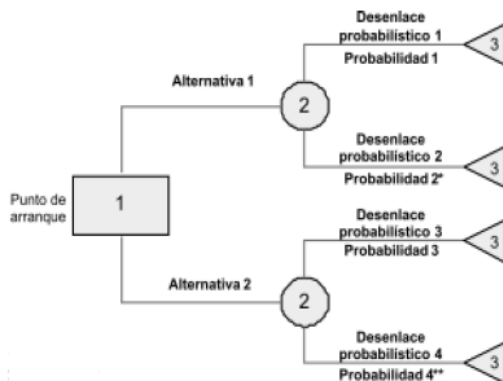 Desenlace
probabilístico 1
3
Probabilidad 1
Alternativa 1
2
Desenlace
probabilístico 2
3
Probabilidad 2*
Punto de
arranque
1
Desenlace
probabilístico 3
3
Probabilidad 3
Alternativa 2
2
Desenlace
probabilístico 4
3
Probabilidad 4**